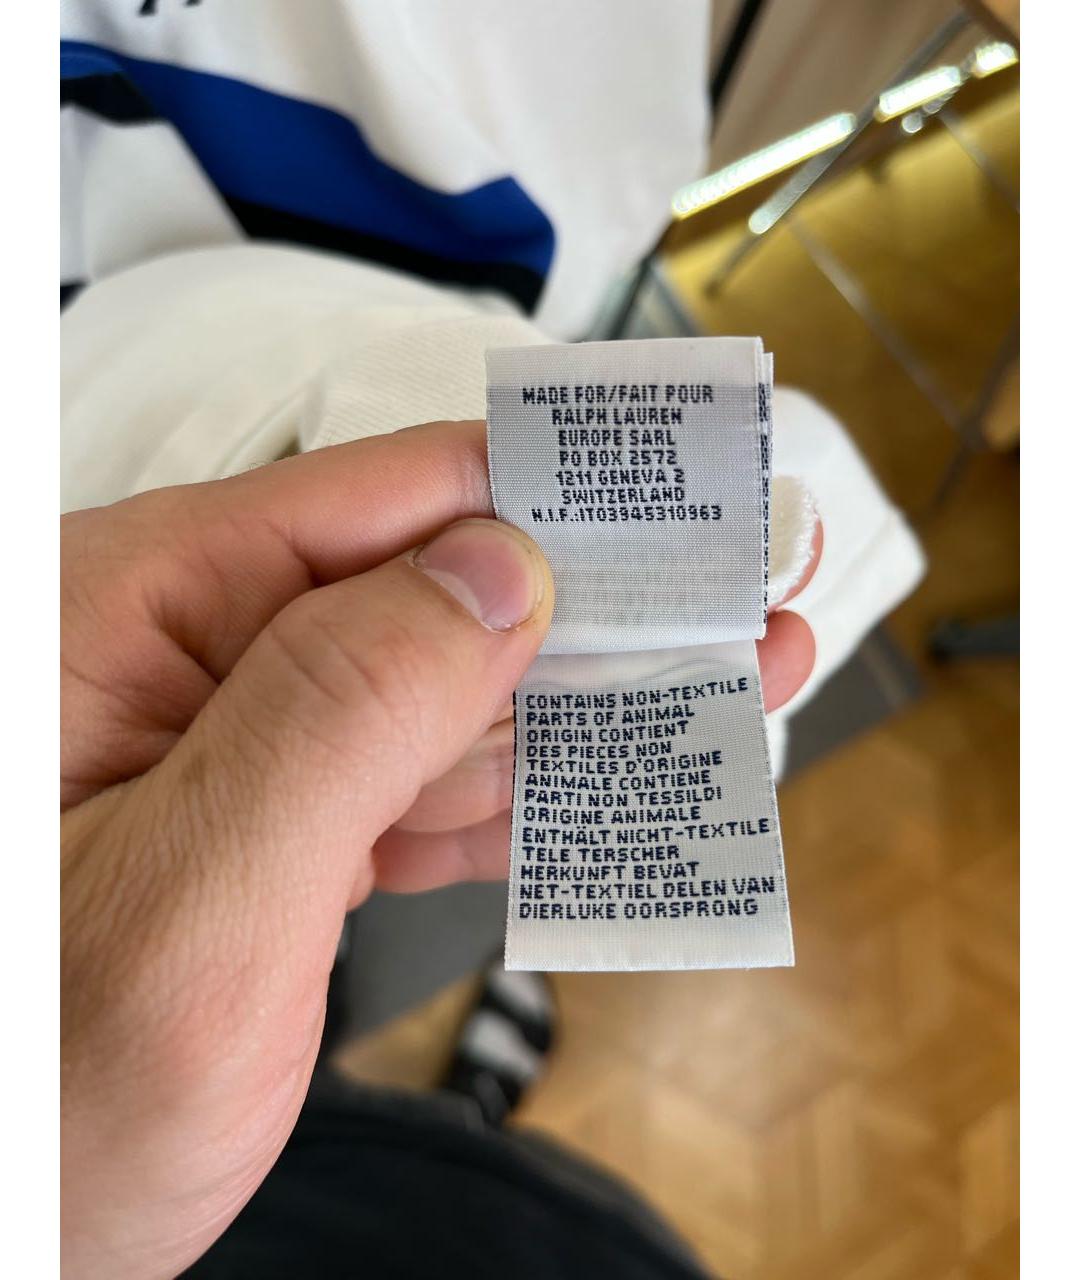 MADE FOR/FAIT POUR
RALPH LAUREN
EUROPE SARL
PO BOX 2572
1211 GENEVA 2
SWITZERLAND
N.I.F.:IT03945310963
CONTAINS NON-TEXTILE
PARTS OF ANIMAL
ORIGIN CONTIENT
DES PIECES NON
TEXTILES D'ORIGINE
ANIMALE CONTIENE
PARTI NON TESSILDI
ORIGINE ANIMALE
ENTHÄLT NICHT-TEXTILE
TELE TERSCHER
HERKUNFT BEVAT
NET-TEXTIEL DELEN VAN
DIERLUKE OORSPRONG